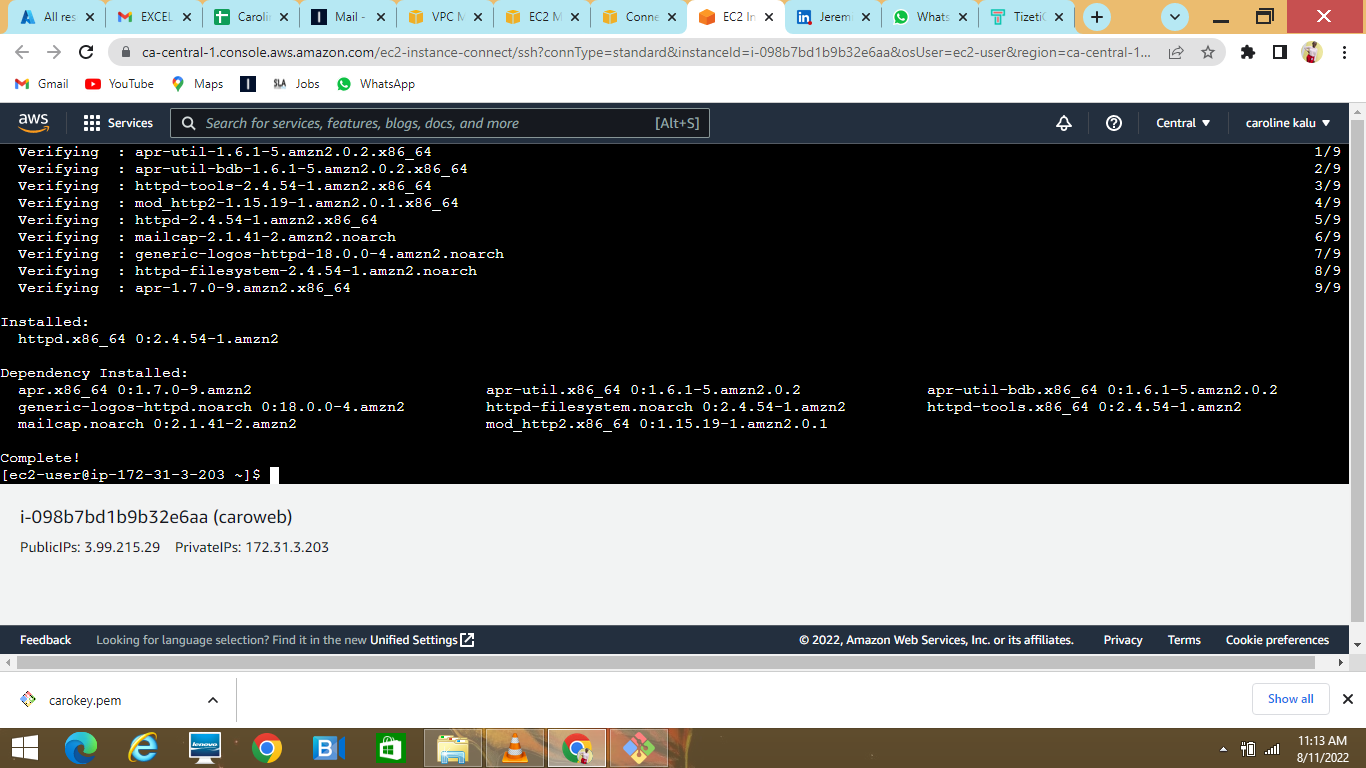 All res
EXCEL
Caroli
Mail -
VPC M
EC2 M
Conne
EC2 In
Jerem
Whats
Tizeti
ca-central-1.console.aws.amazon.com/ec2-instance-connect/ssh?connType=standard&instanceId=i-098b7bd1b9b32e6aa&osUser=ec2-user&region=ca-central-1...
Gmail YouTube Maps SLA Jobs WhatsApp
aws Services Search for services, features, blogs, docs, and more [Alt+S] Central caroline kalu
Verifying : apr-util-1.6.1-5.amzn2.0.2.x86_64 1/9
Verifying : apr-util-bdb-1.6.1-5.amzn2.0.2.x86_64 2/9
Verifying : httpd-tools-2.4.54-1.amzn2.x86_64 3/9
Verifying : mod_http2-1.15.19-1.amzn2.0.1.x86_64 4/9
Verifying : httpd-2.4.54-1.amzn2.x86_64 5/9
Verifying : mailcap-2.1.41-2.amzn2.noarch 6/9
Verifying : generic-logos-httpd-18.0.0-4.amzn2.noarch 7/9
Verifying : httpd-filesystem-2.4.54-1.amzn2.noarch 8/9
Verifying : apr-1.7.0-9.amzn2.x86_64 9/9
Installed:
httpd.x86_64 0:2.4.54-1.amzn2
Dependency Installed:
apr.x86_64 0:1.7.0-9.amzn2 apr-util.x86_64 0:1.6.1-5.amzn2.0.2 apr-util-bdb.x86_64 0:1.6.1-5.amzn2.0.2
generic-logos-httpd.noarch 0:18.0.0-4.amzn2 httpd-filesystem.noarch 0:2.4.54-1.amzn2 httpd-tools.x86_64 0:2.4.54-1.amzn2
mailcap.noarch 0:2.1.41-2.amzn2 mod_http2.x86_64 0:1.15.19-1.amzn2.0.1
Complete!
[ec2-user@ip-172-31-3-203 ~]$
i-098b7bd1b9b32e6aa (caroweb)
PublicIPs: 3.99.215.29 PrivateIPs: 172.31.3.203
Feedback Looking for language selection? Find it in the new Unified Settings © 2022, Amazon Web Services, Inc. or its affiliates. Privacy Terms Cookie preferences
carokey.pem Show all
lenovo
B
11:13 AM
8/11/2022